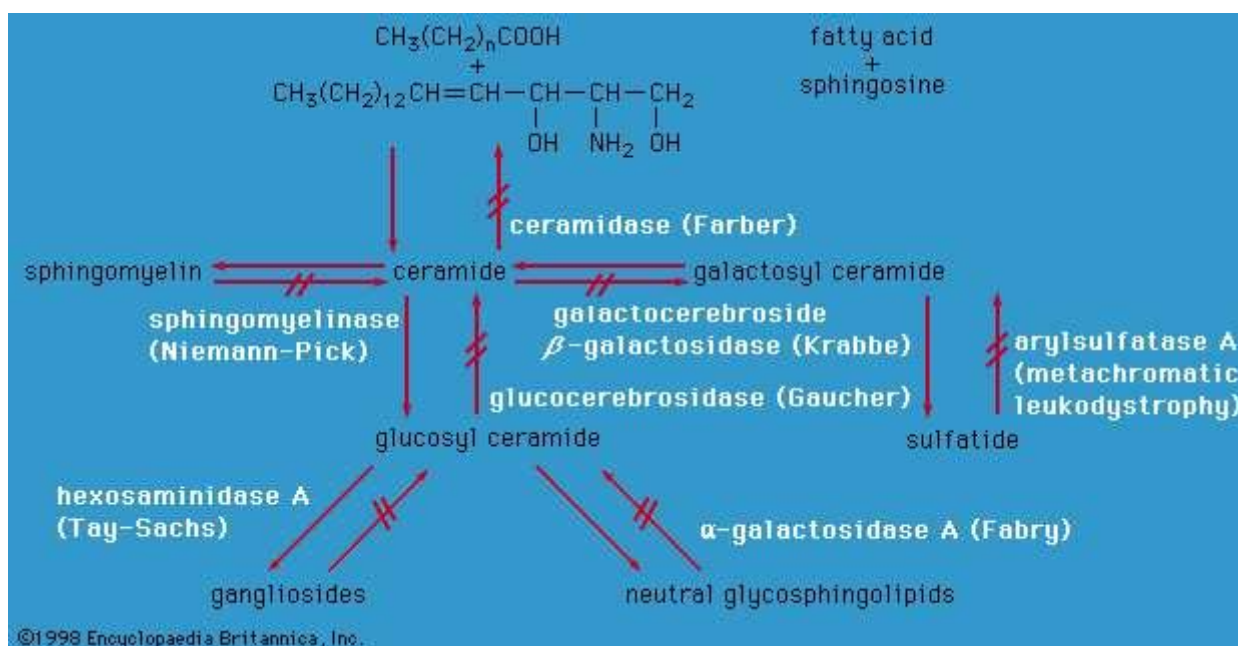 CH₃(CH₂)ₙCOOH
+
CH₃(CH₂)₁₂CH=CH—CH—CH—CH₂
OH NH₂ OH
fatty acid
+
sphingosine
ceramidase (Farber)
sphingomyelin
ceramide
galactosyl ceramide
sphingomyelinase
(Niemann-Pick)
galactocerebroside
β-galactosidase (Krabbe)
arylsulfatase A
(metachromatic
leukodystrophy)
glucocerebrosidase (Gaucher)
glucosyl ceramide
sulfatide
hexosaminidase A
(Tay-Sachs)
α-galactosidase A (Fabry)
gangliosides
neutral glycosphingolipids
©1998 Encyclopaedia Britannica, Inc.